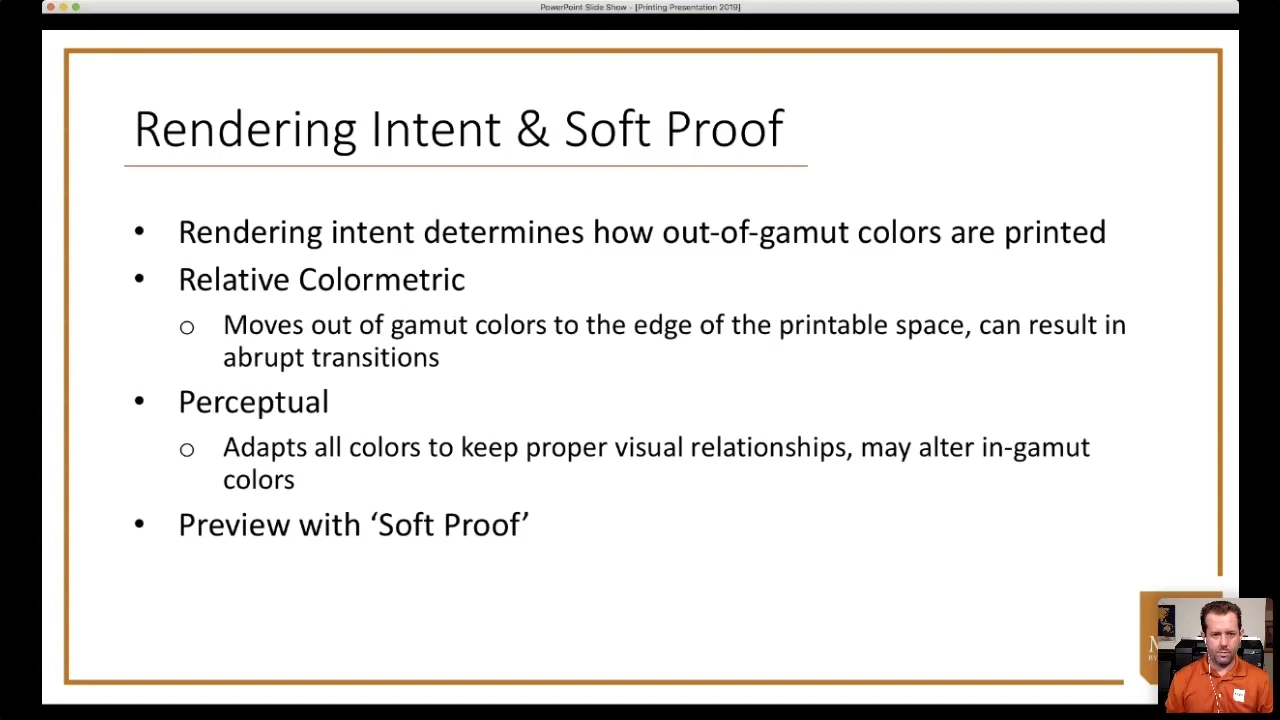 PowerPoint Slide Show - [Printing Presentation 2019]
Rendering Intent & Soft Proof
• Rendering intent determines how out-of-gamut colors are printed
• Relative Colormetric
o Moves out of gamut colors to the edge of the printable space, can result in
abrupt transitions
• Perceptual
o Adapts all colors to keep proper visual relationships, may alter in-gamut
colors
• Preview with ‘Soft Proof’